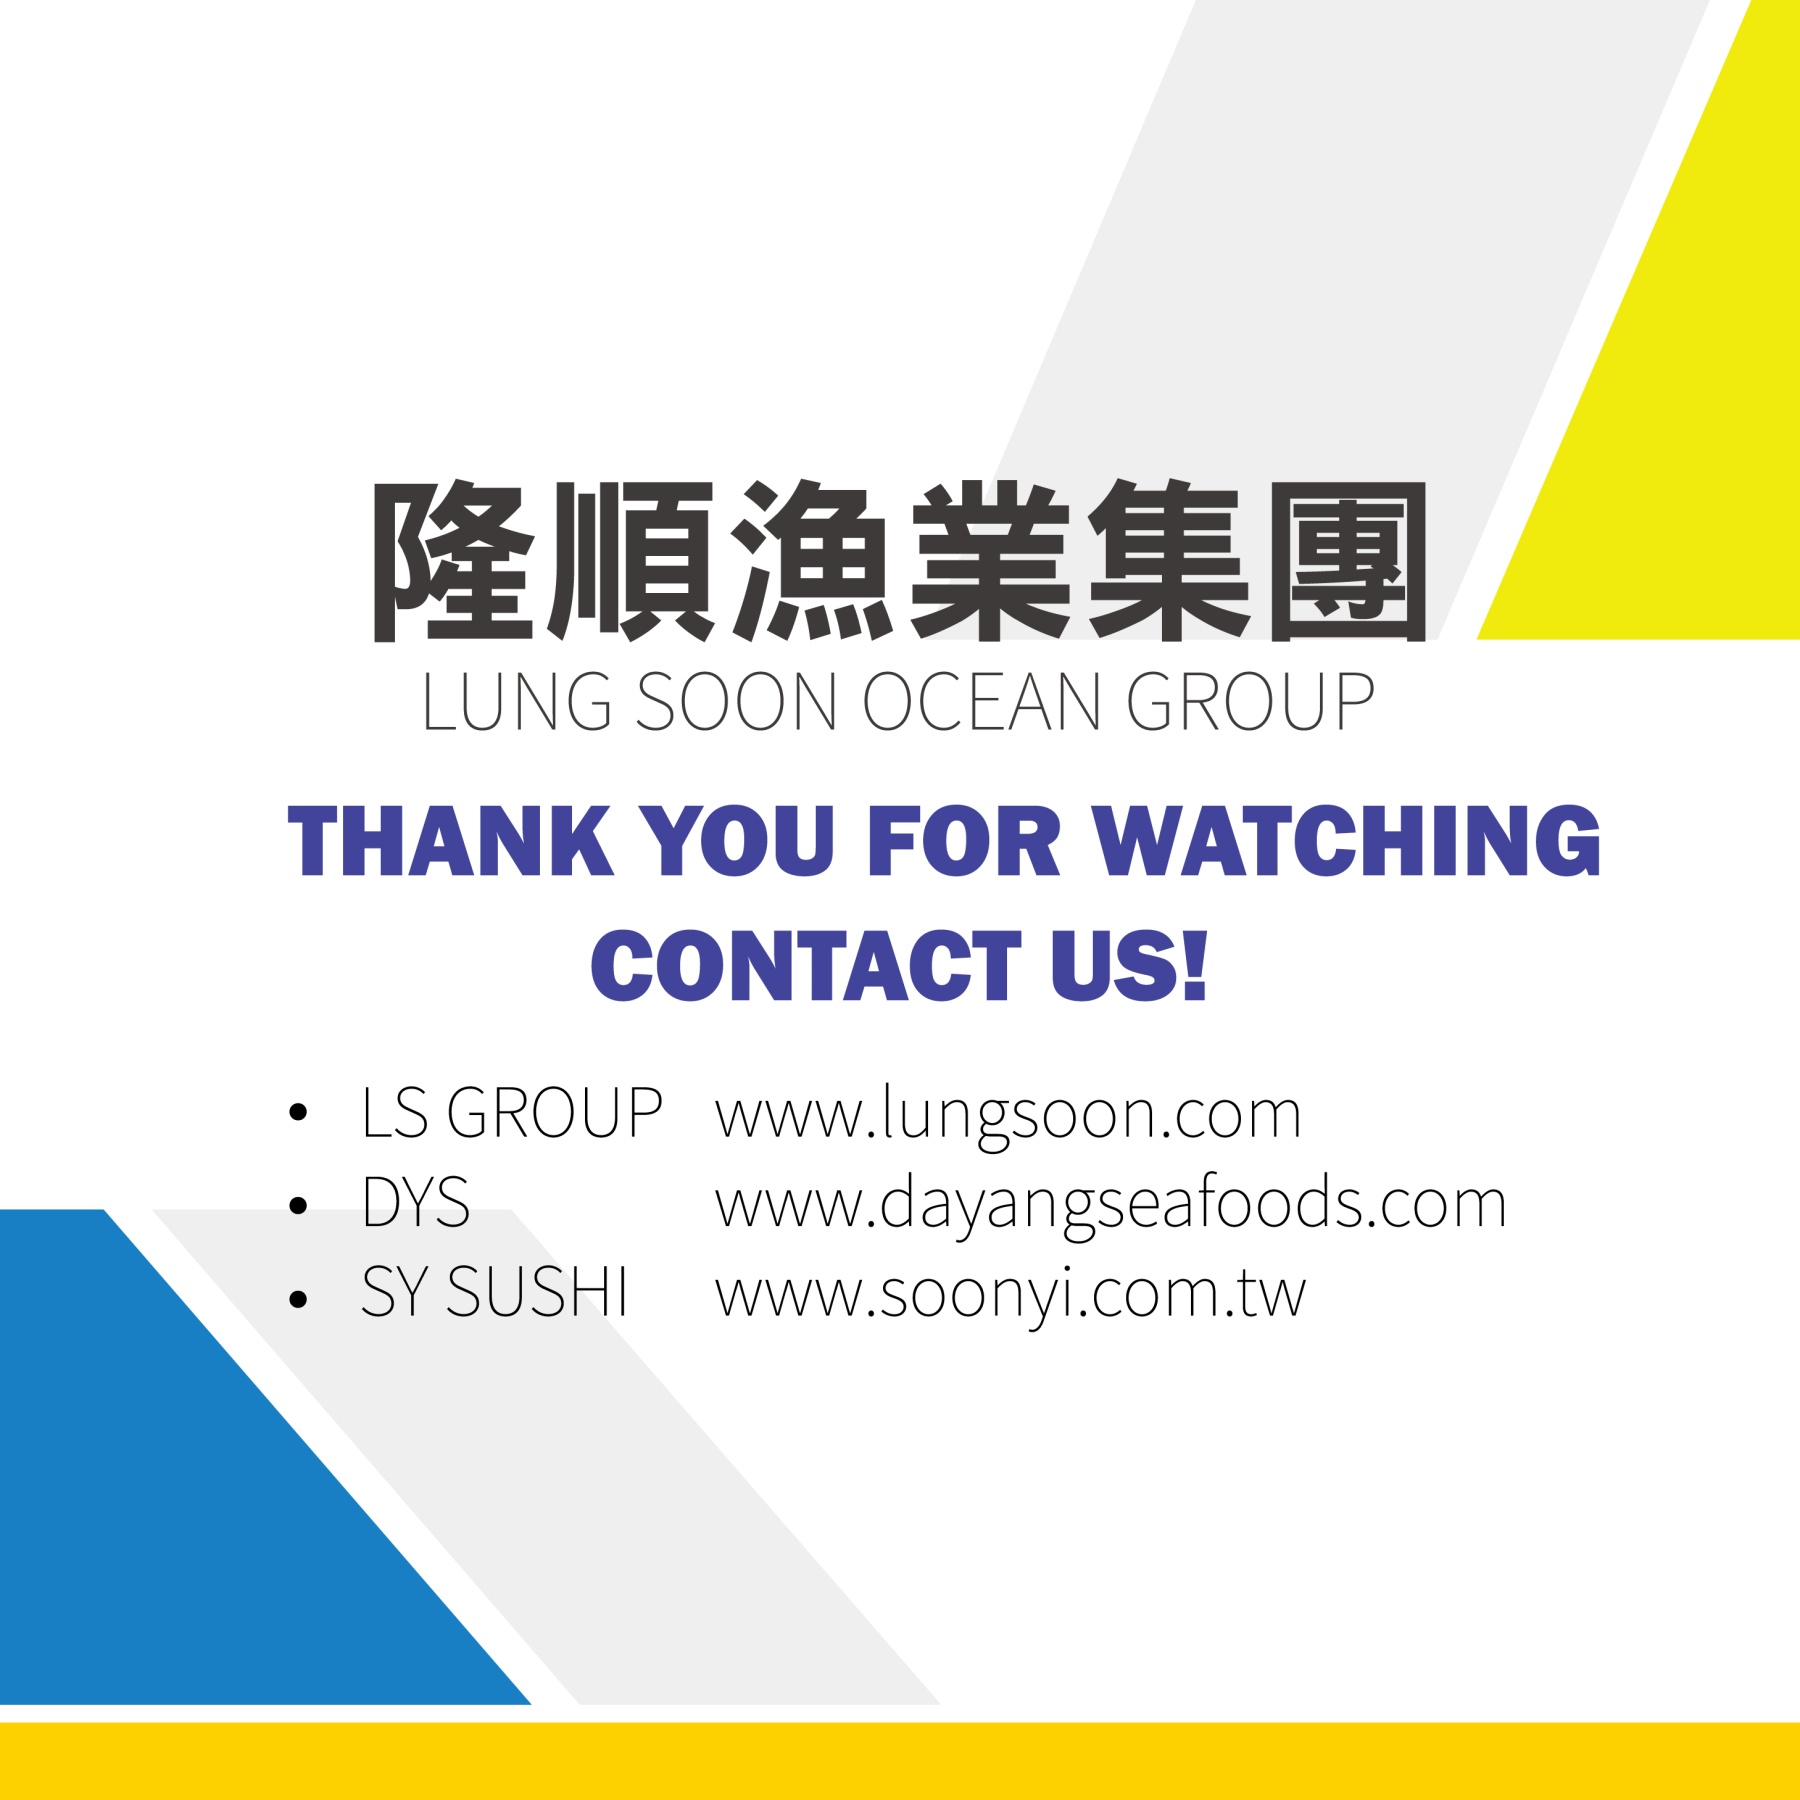 隆順漁業集團
LUNG SOON OCEAN GROUP
THANK YOU FOR WATCHING
CONTACT US!
• LS GROUP www.lungsoon.com
• DYS www.dayangseafoods.com
• SY SUSHI www.soonyi.com.tw